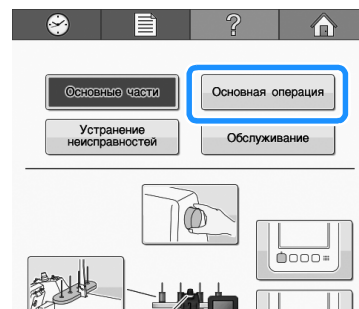 ?
Основные части
Основная операция
Устранение
неисправностей
Обслуживание